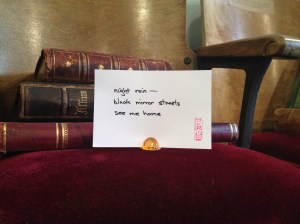 night rain —
black mirror streets
see me home